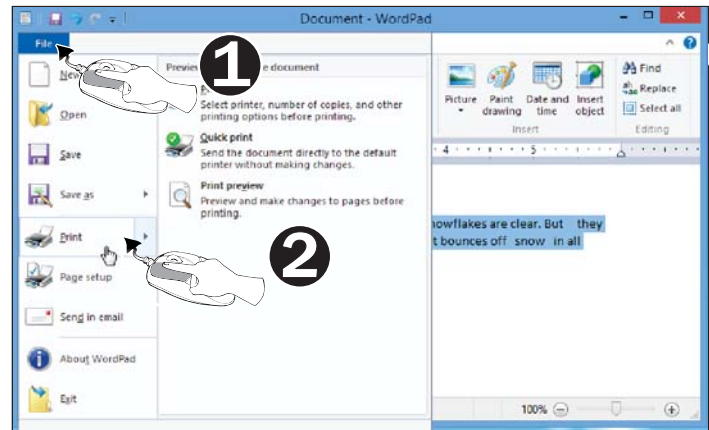 Document - WordPad
File
New
Open
Save
Save as
Print
Page setup
Send in email
About WordPad
Exit
1
2
Previe e document
P
Select printer, number of copies, and other
printing options before printing.
Quick print
Send the document directly to the default
printer without making changes.
Print preview
Preview and make changes to pages before
printing.
Picture
Paint
drawing
Date and
time
Insert
object
Insert
Find
Replace
Select all
Editing
4 5
nowflakes are clear. But they
t bounces off snow in all
100%